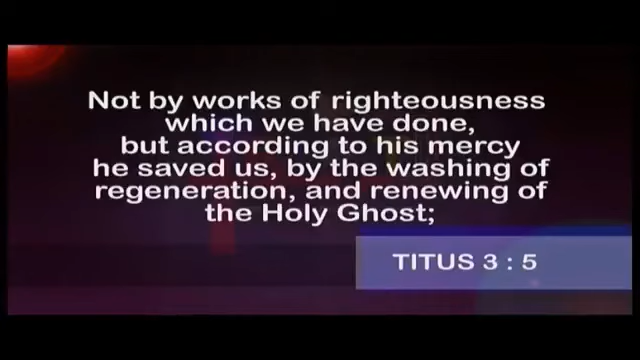 Not by works of righteousness
which we have done,
but according to his mercy
he saved us, by the washing of
regeneration, and renewing of
the Holy Ghost;
TITUS 3 : 5